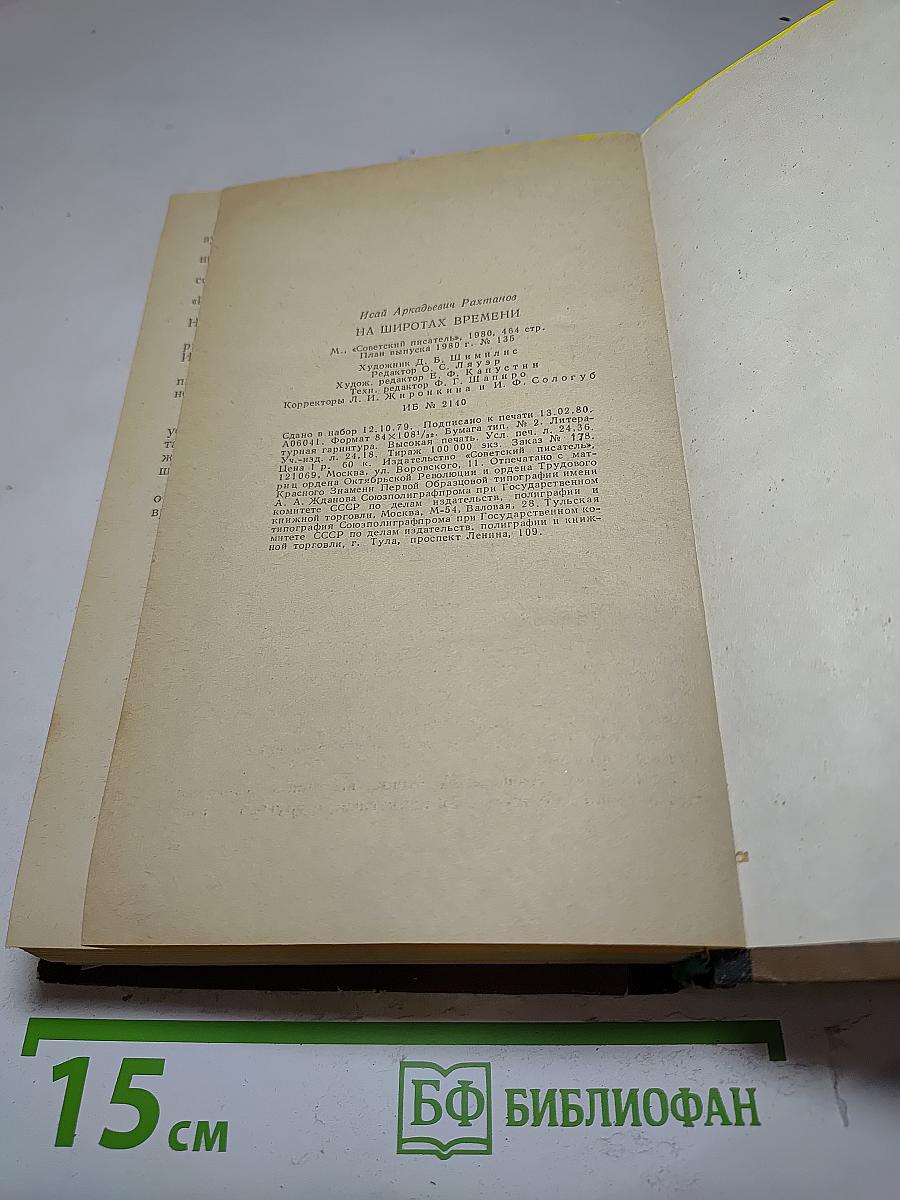 Исай Аркадьевич Рахтанов
НА ШИРОТАХ ВРЕМЕНИ
М., «Советский писатель», 1980, 464 стр.
План выпуска 1980 г. № 135
Художник Д. Б. Шимилис
Редактор О. С. Ляуэр
Худож. редактор Е. Ф. Капустин
Техн. редактор Ф. Г. Шапиро
Корректоры Л. И. Жиронкина и И. Ф. Сологуб
ИБ № 2140
Сдано в набор 12.10.79. Подписано к печати 13.02.80.
А06041. Формат 84×108¹/₃₂. Бумага тип. № 2. Литера-
турная гарнитура. Высокая печать. Усл. печ. л. 24,36.
Уч.-изд. л. 24,18. Тираж 100 000 экз. Заказ № 178.
Цена 1 р. 60 к. Издательство «Советский писатель»,
121069, Москва, ул. Воровского, 11. Отпечатано с мат-
риц ордена Октябрьской Революции и ордена Трудового
Красного Знамени Первой Образцовой типографии имени
А. А. Жданова Союзполиграфпрома при Государственном
комитете СССР по делам издательств, полиграфии и
книжной торговли, Москва, М-54, Валовая, 28. Тульская
типография Союзполиграфпрома при Государственном ко-
митете СССР по делам издательств, полиграфии и книж-
ной торговли, г. Тула, проспект Ленина, 109.
15 см
БФ БИБЛИОФАН